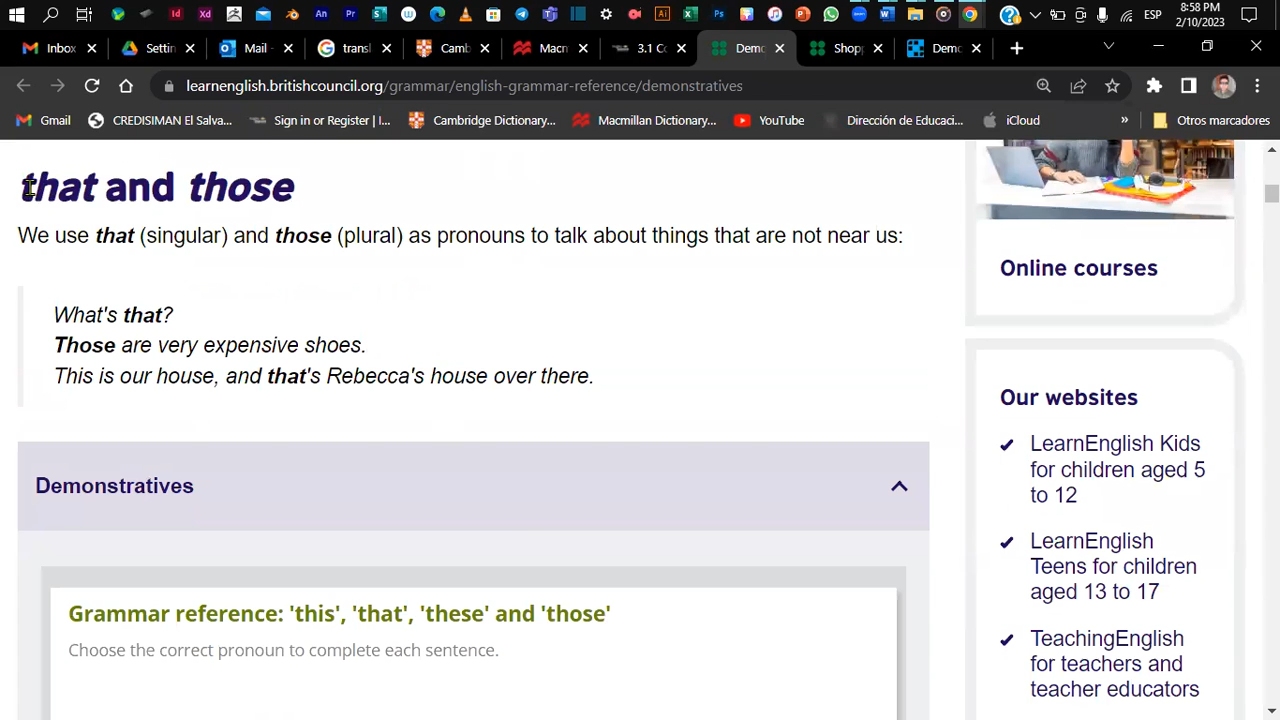 8:58 PM
ESP
2/10/2023
Inbox
Settin
Mail -
transl
Camb
Macn
3.1 Co
Demo
Shopp
Demo
learnenglish.britishcouncil.org/grammar/english-grammar-reference/demonstratives
Gmail
CREDISIMAN El Salva...
Sign in or Register | I...
Cambridge Dictionary...
Macmillan Dictionary...
YouTube
Dirección de Educaci...
iCloud
»
Otros marcadores
that and those
We use that (singular) and those (plural) as pronouns to talk about things that are not near us:
What's that?
Those are very expensive shoes.
This is our house, and that's Rebecca's house over there.
Demonstratives
Grammar reference: 'this', 'that', 'these' and 'those'
Choose the correct pronoun to complete each sentence.
Online courses
Our websites
LearnEnglish Kids
for children aged 5
to 12
LearnEnglish
Teens for children
aged 13 to 17
TeachingEnglish
for teachers and
teacher educators